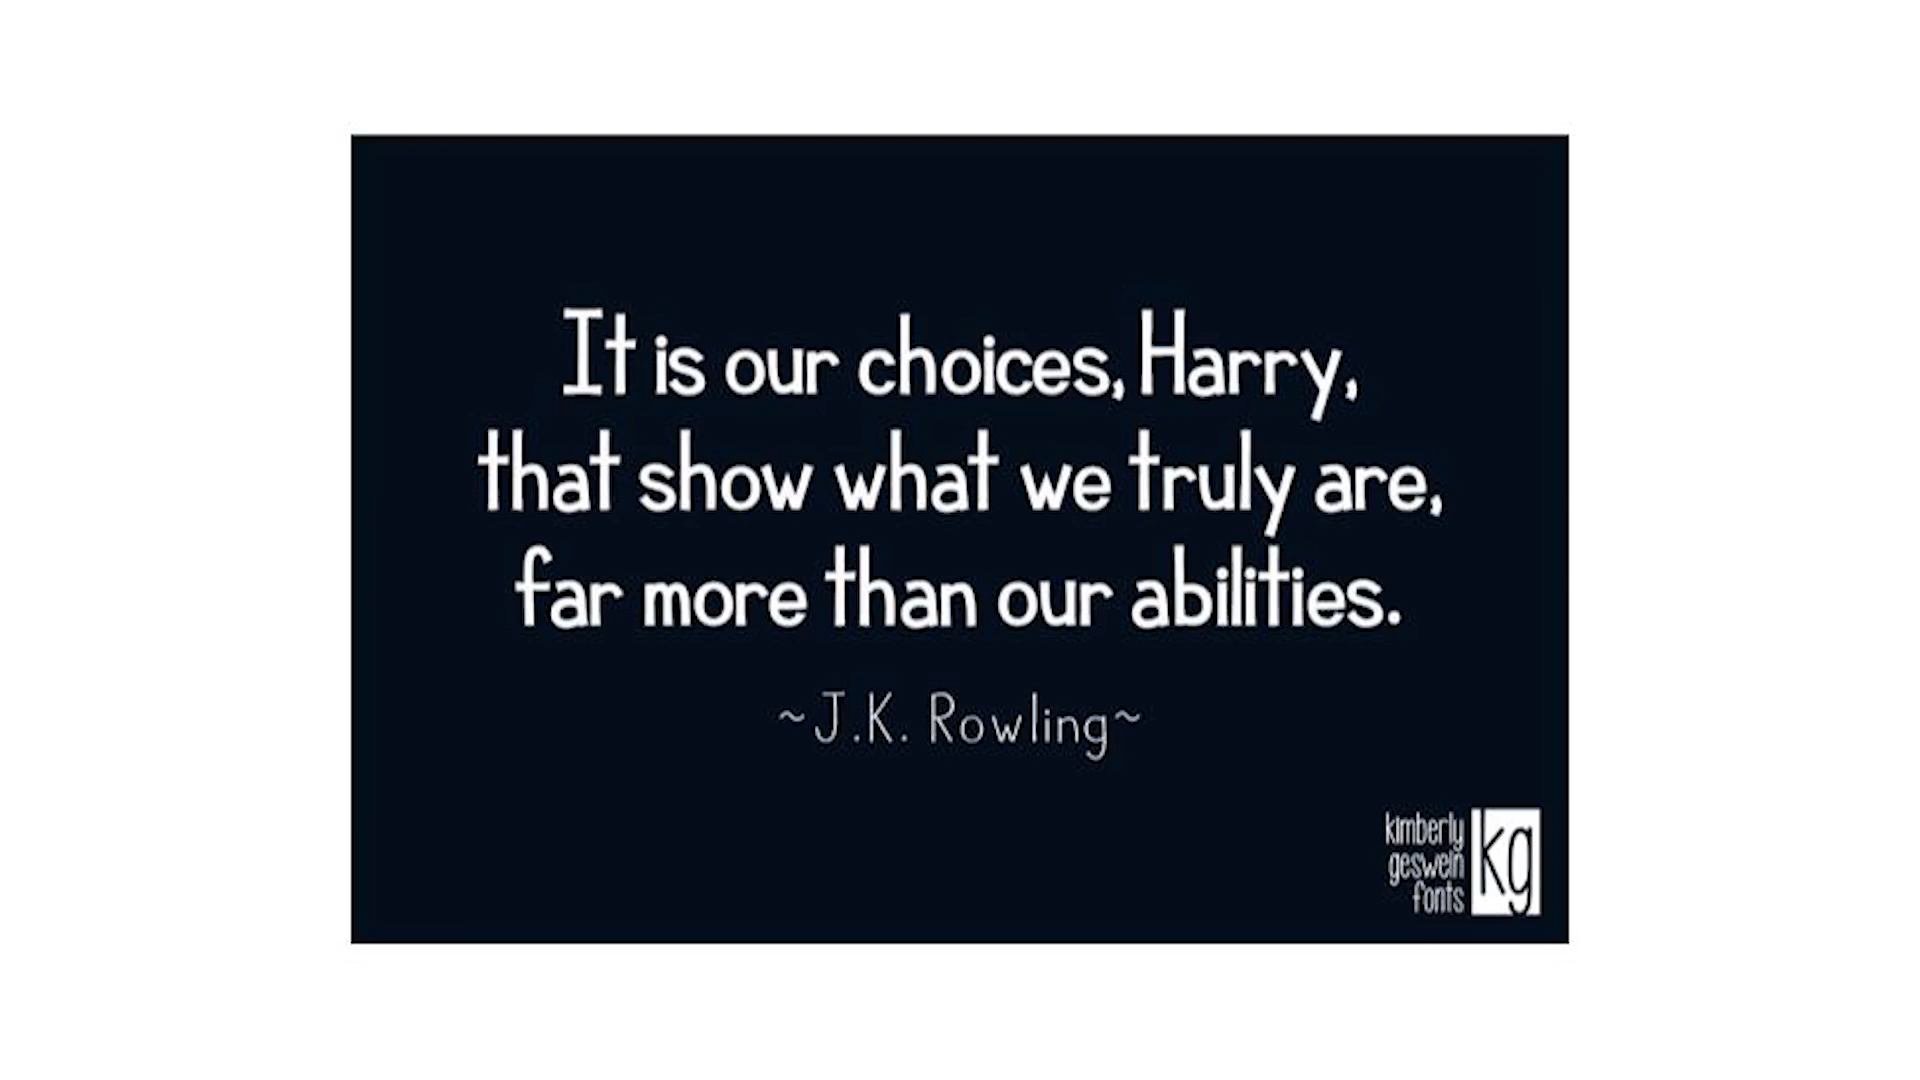 It is our choices, Harry,
that show what we truly are,
far more than our abilities.
~J.K. Rowling~
kimberly
geswein
fonts
kg